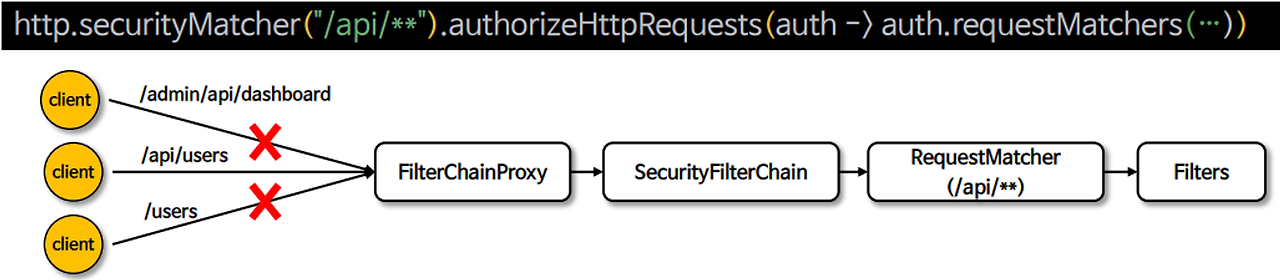 http.securityMatcher("/api/**").authorizeHttpRequests(auth -> auth.requestMatchers(…))
client
/admin/api/dashboard
client
/api/users
client
/users
FilterChainProxy
SecurityFilterChain
RequestMatcher
(/api/**)
Filters